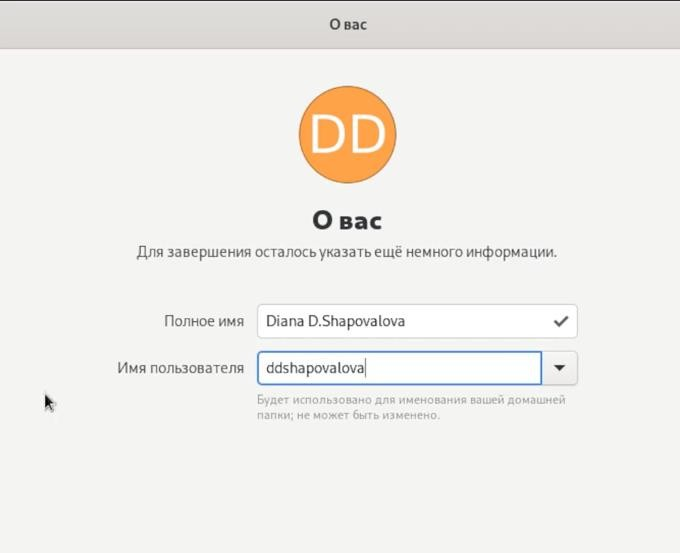 О вас
DD
О вас
Для завершения осталось указать ещё немного информации.
Полное имя Diana D.Shapovalova
Имя пользователя ddshapovalova
Будет использовано для именования вашей домашней
папки; не может быть изменено.